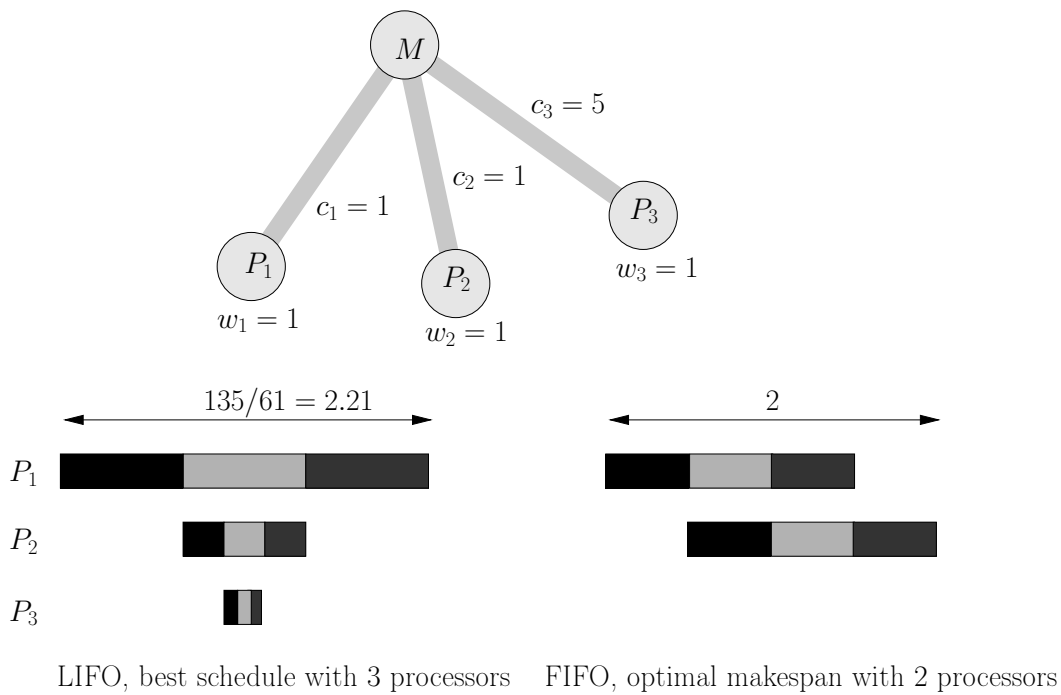 M
c₃ = 5
c₂ = 1
c₁ = 1
P₃
P₁
P₂
w₃ = 1
w₁ = 1
w₂ = 1
135/61 = 2.21
2
P₁
P₂
P₃
LIFO, best schedule with 3 processors
FIFO, optimal makespan with 2 processors